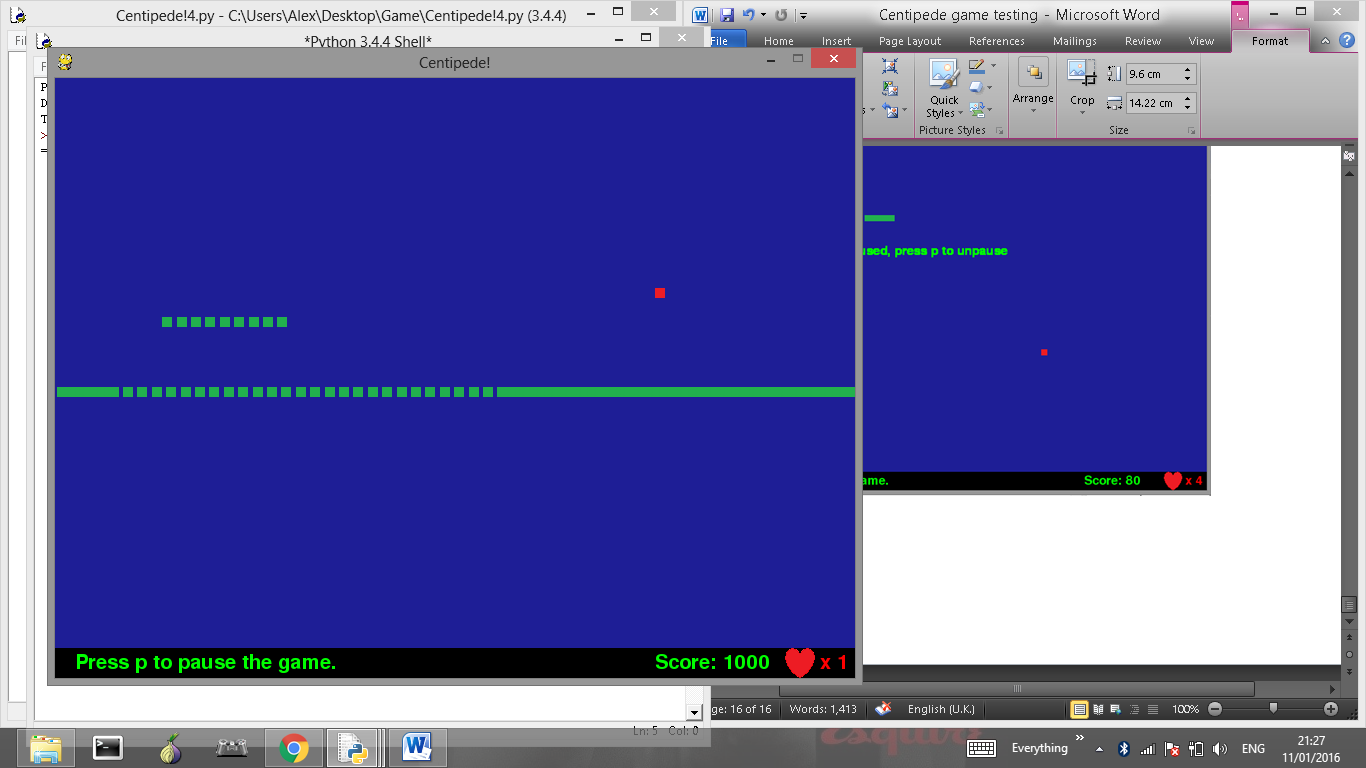 Centipede!4.py - C:\Users\Alex\Desktop\Game\Centipede!4.py (3.4.4)
Centipede game testing - Microsoft Word
*Python 3.4.4 Shell*
File
Home
Insert
Page Layout
References
Mailings
Review
View
Format
Centipede!
Quick
Styles
Picture Styles
Arrange
Crop
9.6 cm
14.22 cm
Size
used, press p to unpause
ame.
Score: 80
x 4
Press p to pause the game.
Score: 1000
x 1
ge: 16 of 16
Words: 1,413
English (U.K.)
100%
Ln: 5
Col: 0
Everything
ENG
21:27
11/01/2016